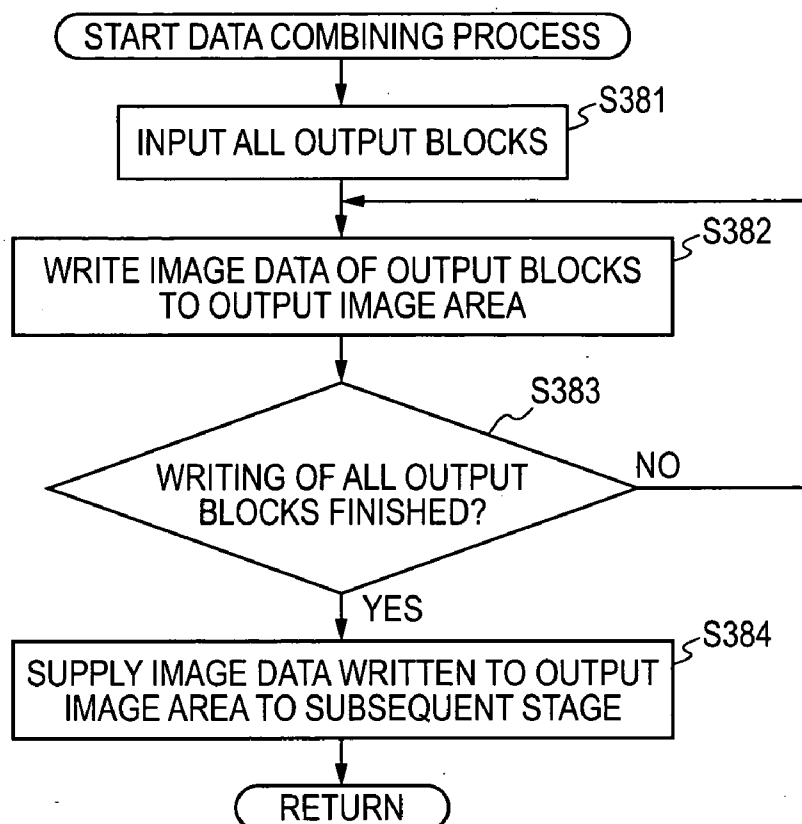 START DATA COMBINING PROCESS
S381
INPUT ALL OUTPUT BLOCKS
S382
WRITE IMAGE DATA OF OUTPUT BLOCKS
TO OUTPUT IMAGE AREA
S383
WRITING OF ALL OUTPUT
BLOCKS FINISHED?
NO
YES
S384
SUPPLY IMAGE DATA WRITTEN TO OUTPUT
IMAGE AREA TO SUBSEQUENT STAGE
RETURN